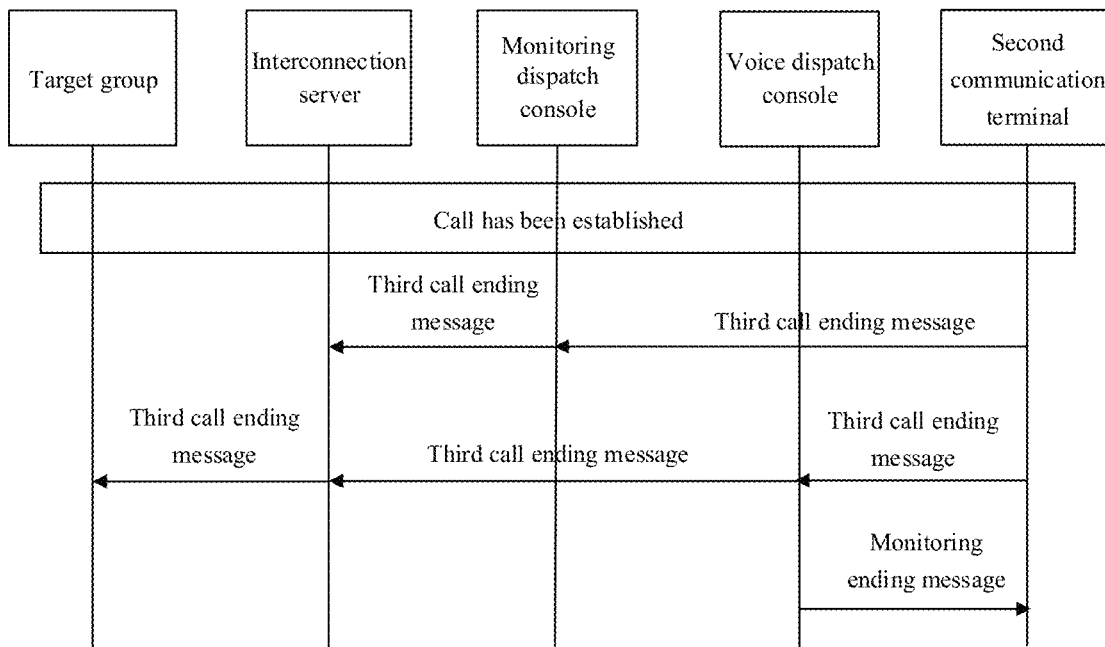 Target group
Interconnection
server
Monitoring
dispatch
console
Voice dispatch
console
Second
communication
terminal
Call has been established
Third call ending
message
Third call ending message
Third call ending
message
Third call ending message
Third call ending
message
Monitoring
ending message